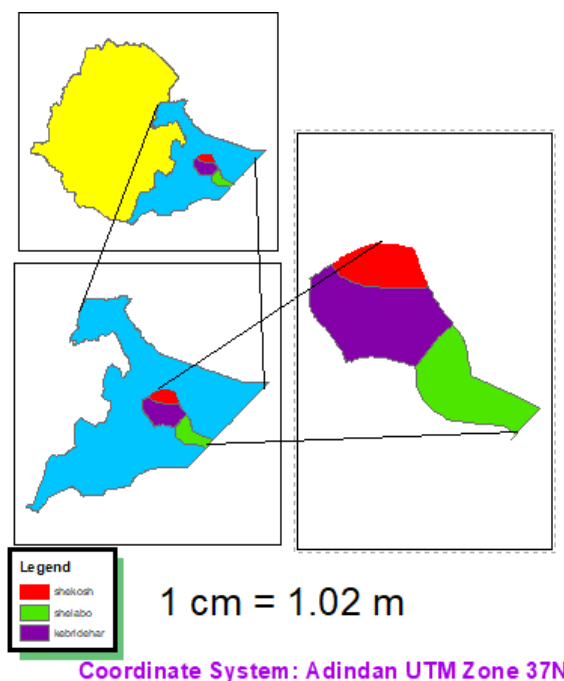 Legend
shekosh
shelabo
kebridehar
1 cm = 1.02 m
Coordinate System: Adindan UTM Zone 37N